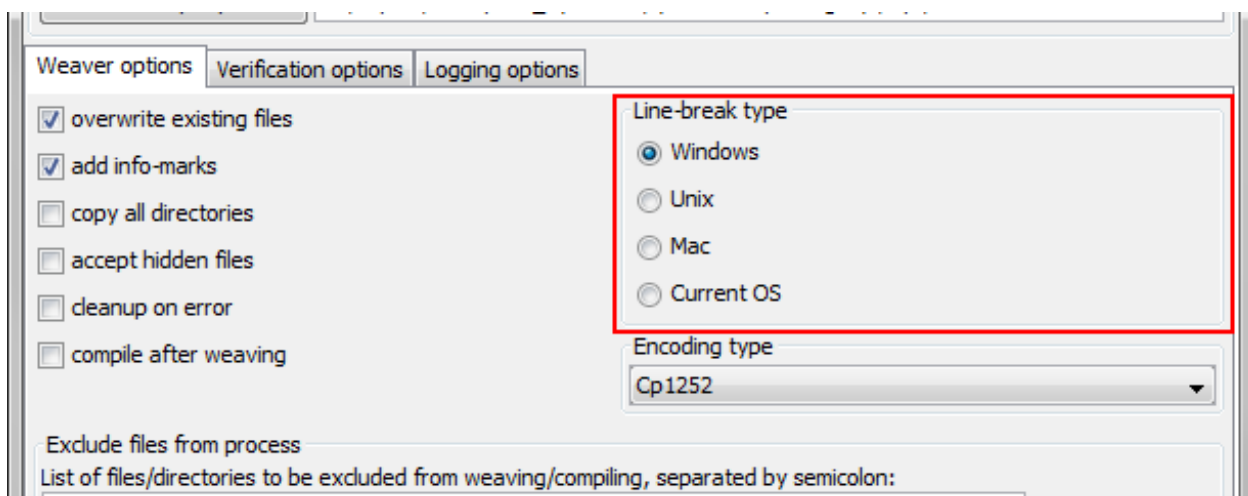 Weaver options Verification options Logging options
overwrite existing files
add info-marks
copy all directories
accept hidden files
cleanup on error
compile after weaving
Line-break type
Windows
Unix
Mac
Current OS
Encoding type
Cp1252
Exclude files from process
List of files/directories to be excluded from weaving/compiling, separated by semicolon: